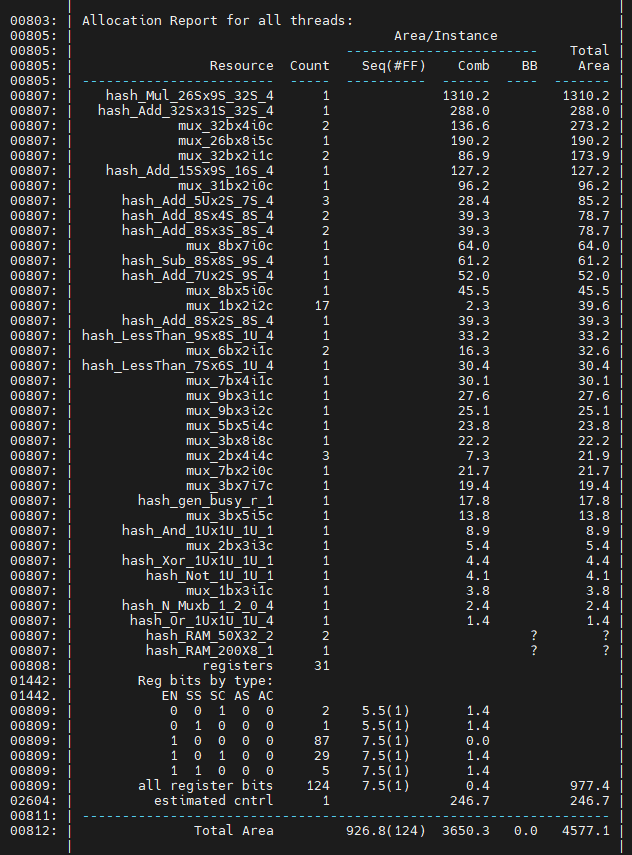 |                                                                       |
00803: | Allocation Report for all threads:                                    |
00805: |                                          Area/Instance                |
00805: |                                    -------------------------    Total |
00805: |                  Resource  Count     Seq(#FF)    Comb    BB      Area |
00805: | -------------------------  -----     --------    ----    --   ------- |
00807: |      hash_Mul_26Sx9S_32S_4      1               1310.2         1310.2 |
00807: |     hash_Add_32Sx31S_32S_4      1                288.0          288.0 |
00807: |               mux_32bx4i0c      2                136.6          273.2 |
00807: |               mux_26bx8i5c      1                190.2          190.2 |
00807: |               mux_32bx2i1c      2                 86.9          173.9 |
00807: |      hash_Add_15Sx9S_16S_4      1                127.2          127.2 |
00807: |               mux_31bx2i0c      1                 96.2           96.2 |
00807: |        hash_Add_5Ux2S_7S_4      3                 28.4           85.2 |
00807: |        hash_Add_8Sx4S_8S_4      2                 39.3           78.7 |
00807: |        hash_Add_8Sx3S_8S_4      2                 39.3           78.7 |
00807: |                mux_8bx7i0c      1                 64.0           64.0 |
00807: |        hash_Sub_8Sx8S_9S_4      1                 61.2           61.2 |
00807: |        hash_Add_7Ux2S_9S_4      1                 52.0           52.0 |
00807: |                mux_8bx5i0c      1                 45.5           45.5 |
00807: |                mux_1bx2i2c     17                  2.3           39.6 |
00807: |        hash_Add_8Sx2S_8S_4      1                 39.3           39.3 |
00807: |   hash_LessThan_9Sx8S_1U_4      1                 33.2           33.2 |
00807: |                mux_6bx2i1c      2                 16.3           32.6 |
00807: |   hash_LessThan_7Sx6S_1U_4      1                 30.4           30.4 |
00807: |                mux_7bx4i1c      1                 30.1           30.1 |
00807: |                mux_9bx3i1c      1                 27.6           27.6 |
00807: |                mux_9bx3i2c      1                 25.1           25.1 |
00807: |                mux_5bx5i4c      1                 23.8           23.8 |
00807: |                mux_3bx8i8c      1                 22.2           22.2 |
00807: |                mux_2bx4i4c      3                  7.3           21.9 |
00807: |                mux_7bx2i0c      1                 21.7           21.7 |
00807: |                mux_3bx7i7c      1                 19.4           19.4 |
00807: |            hash_gen_busy_r_1      1                 17.8           17.8 |
00807: |                mux_3bx5i5c      1                 13.8           13.8 |
00807: |        hash_And_1Ux1U_1U_1      1                  8.9            8.9 |
00807: |                mux_2bx3i3c      1                  5.4            5.4 |
00807: |        hash_Xor_1Ux1U_1U_1      1                  4.4            4.4 |
00807: |           hash_Not_1U_1U_1      1                  4.1            4.1 |
00807: |                mux_1bx3i1c      1                  3.8            3.8 |
00807: |        hash_N_Muxb_1_2_0_4      1                  2.4            2.4 |
00807: |         hash_Or_1Ux1U_1U_4      1                  1.4            1.4 |
00807: |           hash_RAM_50X32_2      2                         ?         ? |
00807: |           hash_RAM_200X8_1      1                         ?         ? |
00808: |                  registers     31                                     |
01442: |          Reg bits by type:                                            |
01442. |             EN SS SC AS AC                                            |
00809: |              0  0  1  0  0      2     5.5(1)     1.4                  |
00809: |              0  1  0  0  0      1     5.5(1)     1.4                  |
00809: |              1  0  0  0  0     87     7.5(1)     0.0                  |
00809: |              1  0  1  0  0     29     7.5(1)     1.4                  |
00809: |              1  1  0  0  0      5     7.5(1)     1.4                  |
00809: |          all register bits    124     7.5(1)     0.4            977.4 |
02604: |            estimated cntrl      1              246.7            246.7 |
00811: | --------------------------------------------------------------------- |
00812: |                 Total Area         926.8(124) 3650.3   0.0     4577.1 |
      |                                                                       |